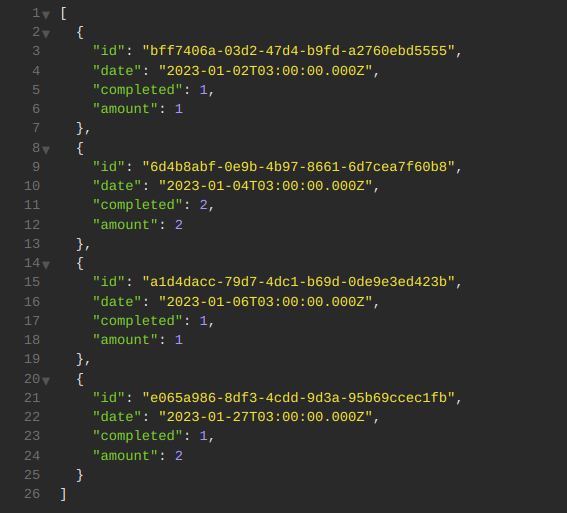 1 [
2 {
3 "id": "bff7406a-03d2-47d4-b9fd-a2760ebd5555",
4 "date": "2023-01-02T03:00:00.000Z",
5 "completed": 1,
6 "amount": 1
7 },
8 {
9 "id": "6d4b8abf-0e9b-4b97-8661-6d7cea7f60b8",
10 "date": "2023-01-04T03:00:00.000Z",
11 "completed": 2,
12 "amount": 2
13 },
14 {
15 "id": "a1d4dacc-79d7-4dc1-b69d-0de9e3ed423b",
16 "date": "2023-01-06T03:00:00.000Z",
17 "completed": 1,
18 "amount": 1
19 },
20 {
21 "id": "e065a986-8df3-4cdd-9d3a-95b69ccec1fb",
22 "date": "2023-01-27T03:00:00.000Z",
23 "completed": 1,
24 "amount": 2
25 }
26 ]